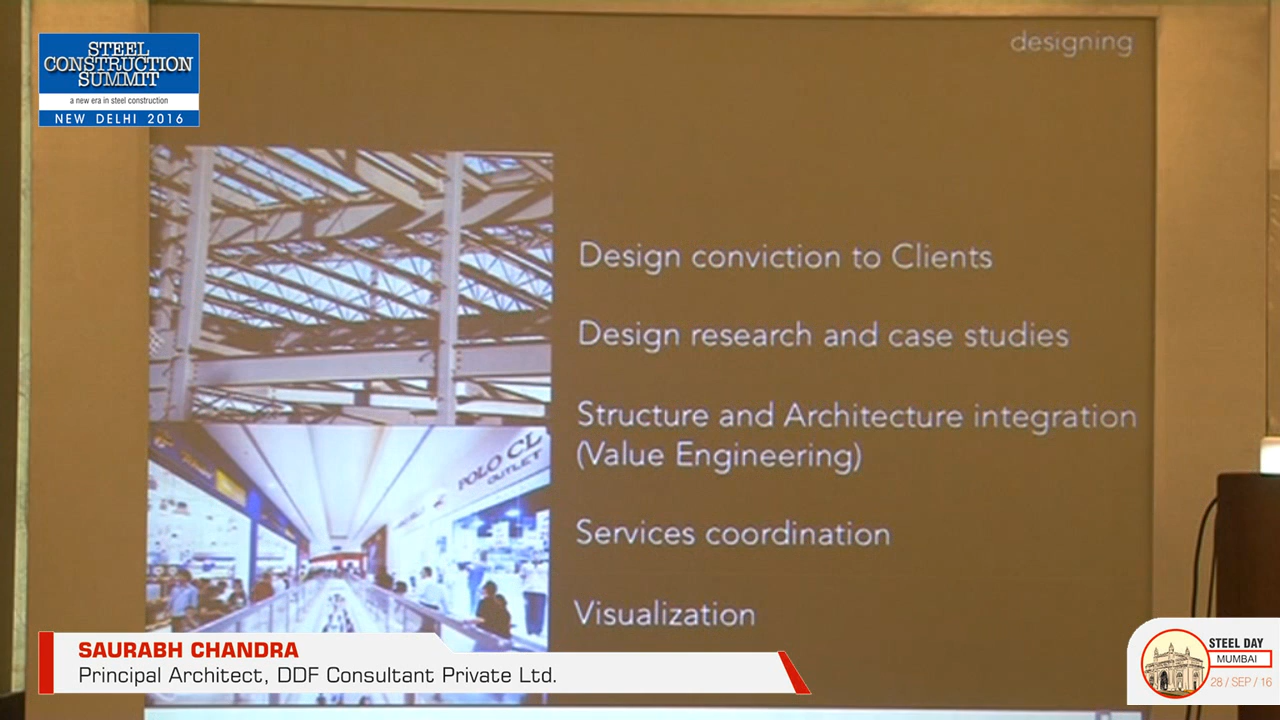 STEEL
CONSTRUCTION
SUMMIT
a new era in steel construction
NEW DELHI 2016
designing
Design conviction to Clients
Design research and case studies
Structure and Architecture integration
(Value Engineering)
Services coordination
Visualization
POLO CL
OUTLET
SAURABH CHANDRA
Principal Architect, DDF Consultant Private Ltd.
STEEL DAY
MUMBAI
28 / SEP / 16